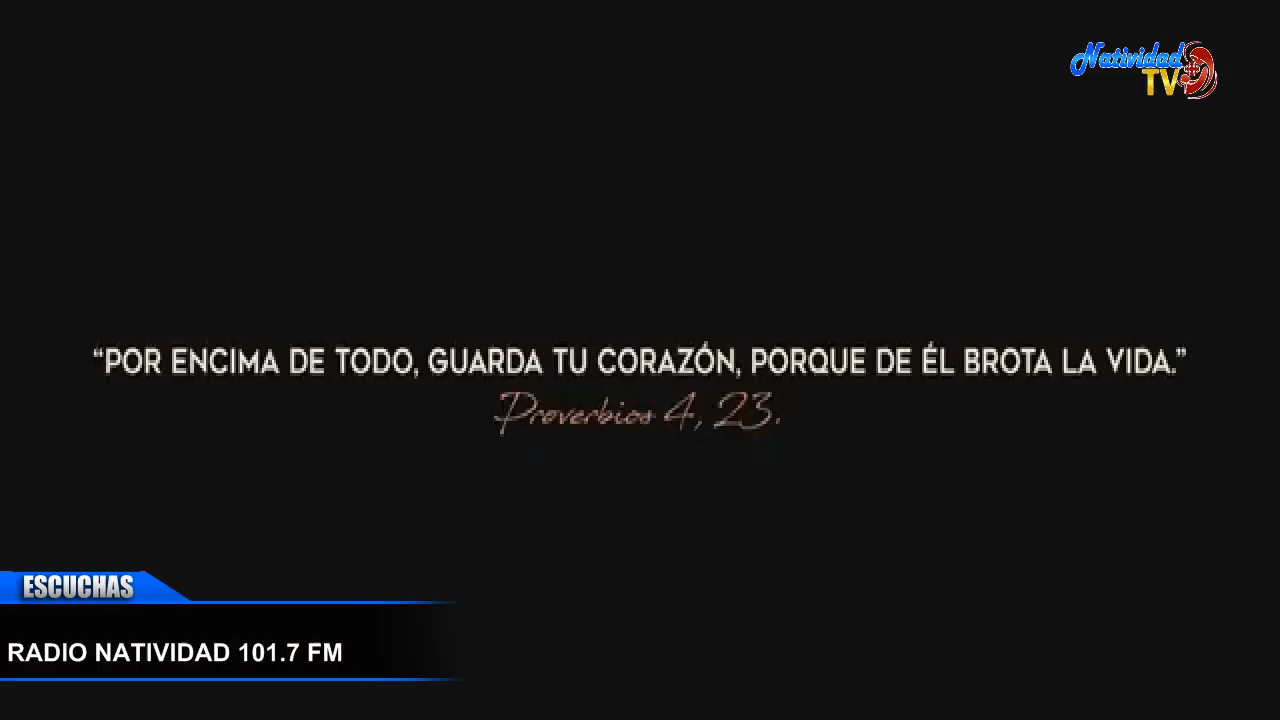 Natividad
TV
“POR ENCIMA DE TODO, GUARDA TU CORAZÓN, PORQUE DE ÉL BROTA LA VIDA.”
Proverbios 4, 23.
ESCUCHAS
RADIO NATIVIDAD 101.7 FM